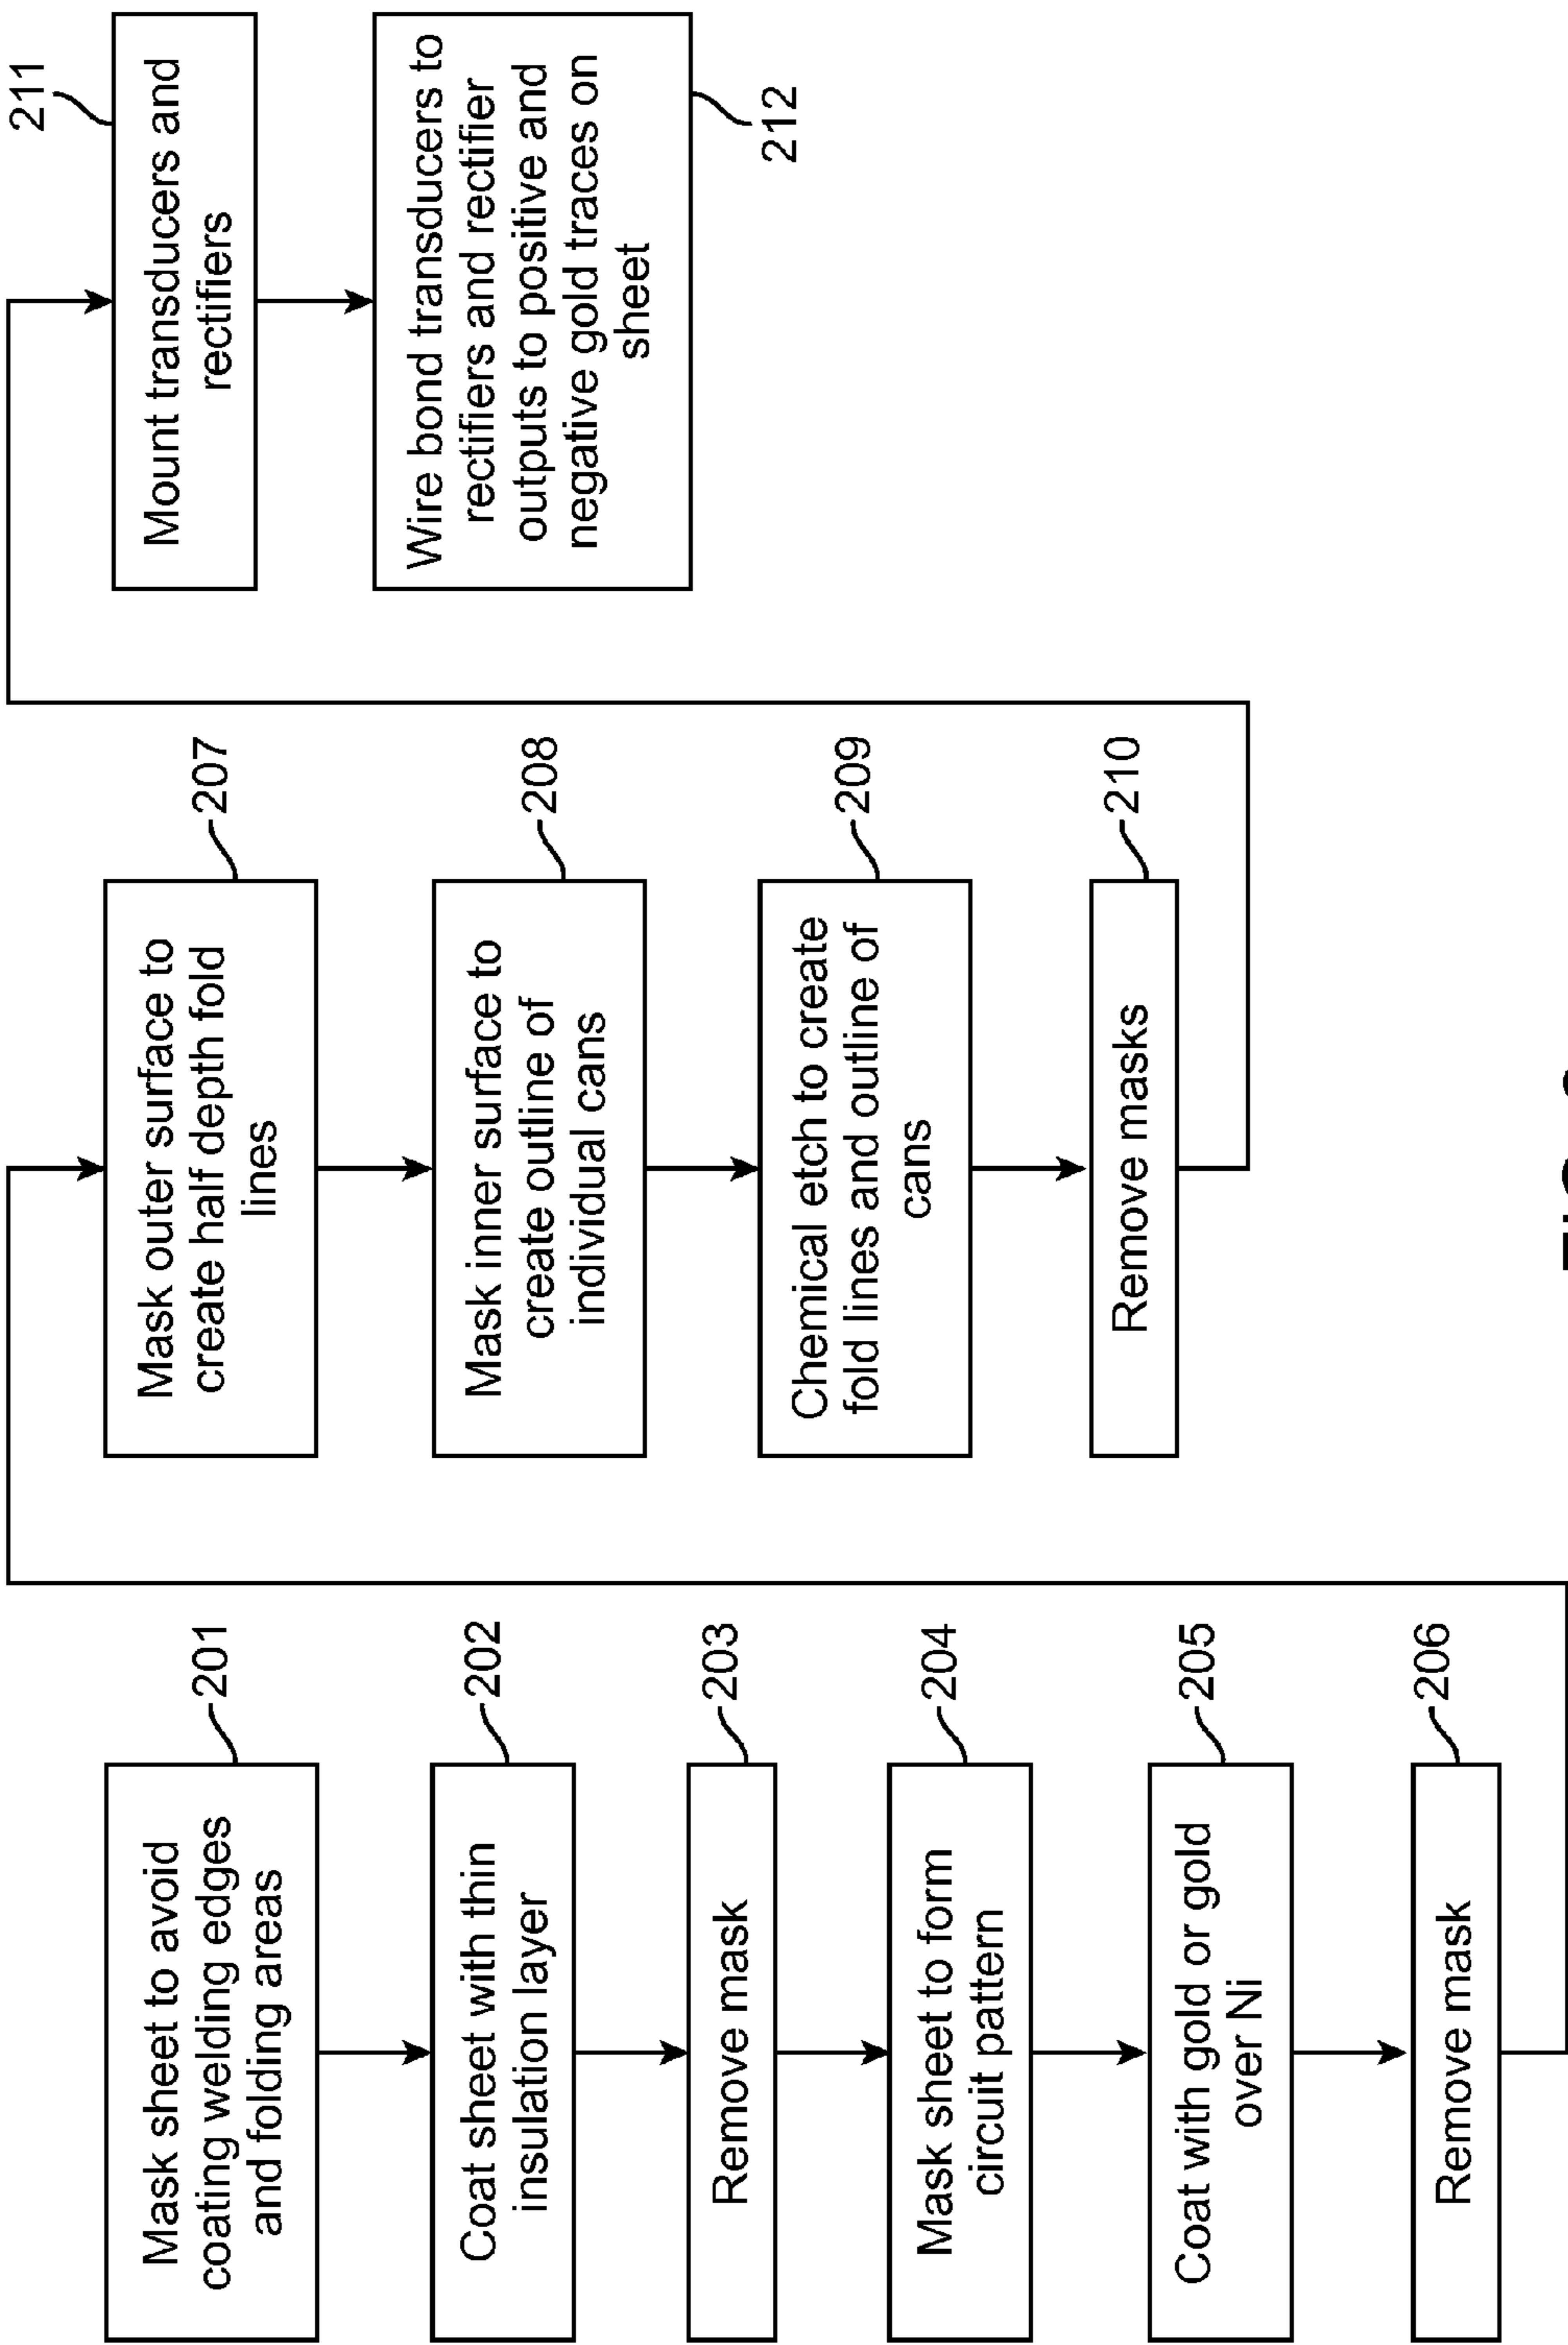 Mask sheet to avoid
coating welding edges
and folding areas
201
Coat sheet with thin
insulation layer
202
Remove mask
203
Mask sheet to form
circuit pattern
204
Coat with gold or gold
over Ni
205
Remove mask
206
Mask outer surface to
create half depth fold
lines
207
Mask inner surface to
create outline of
individual cans
208
Chemical etch to create
fold lines and outline of
cans
209
Remove masks
210
Mount transducers and
rectifiers
211
Wire bond transducers to
rectifiers and rectifier
outputs to positive and
negative gold traces on
sheet
212